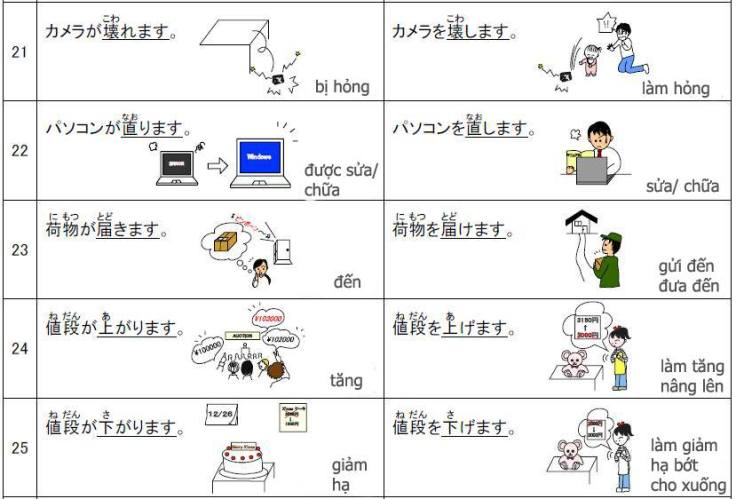 21
カメラが壊れます。
こわ
bị hỏng
カメラを壊します。
こわ
!!
làm hỏng
22
パソコンが直ります。
なお
ERROR
Windows
được sửa/
chữa
パソコンを直します。
なお
sửa/ chữa
23
荷物が届きます。
に もつ とど
ピンポーン
đến
荷物を届けます。
に もつ とど
gửi đến
đưa đến
24
値段が上がります。
ね だん あ
¥103000
¥100000
¥102000
AUCTION
tăng
値段を上げます。
ね だん あ
3150円
↑
3000円
làm tăng
nâng lên
25
値段が下がります。
ね だん さ
12/26
giảm
hạ
値段を下げます。
ね だん さ
làm giảm
hạ bớt
cho xuống